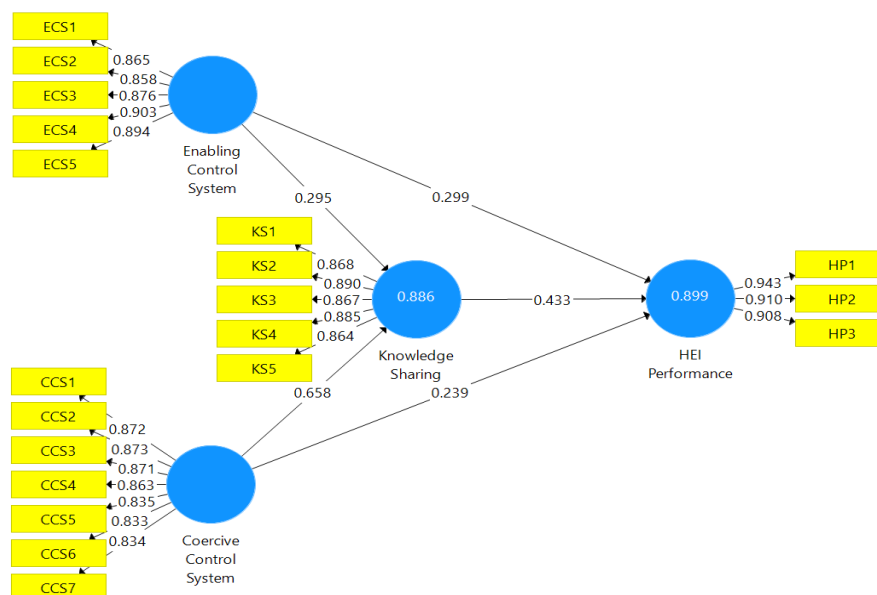 ECS1
ECS2
ECS3
ECS4
ECS5
0.865
0.858
0.876
0.903
0.894
Enabling
Control
System
0.295
0.299
KS1
KS2
KS3
KS4
KS5
0.868
0.890
0.867
0.885
0.864
0.886
Knowledge
Sharing
0.433
0.899
HEI
Performance
0.943
0.910
0.908
HP1
HP2
HP3
0.658
0.239
CCS1
CCS2
CCS3
CCS4
CCS5
CCS6
CCS7
0.872
0.873
0.871
0.863
0.835
0.833
0.834
Coercive
Control
System